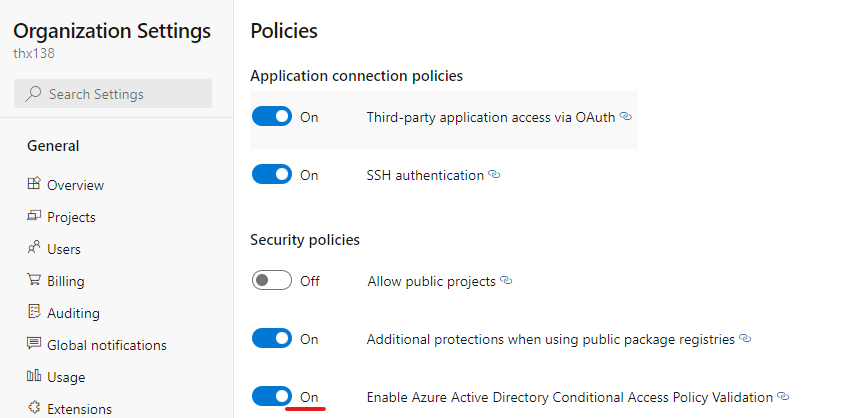 Organization Settings
thx138
Search Settings
General
Overview
Projects
Users
Billing
Auditing
Global notifications
Usage
Extensions
Policies
Application connection policies
On Third-party application access via OAuth
On SSH authentication
Security policies
Off Allow public projects
On Additional protections when using public package registries
On Enable Azure Active Directory Conditional Access Policy Validation